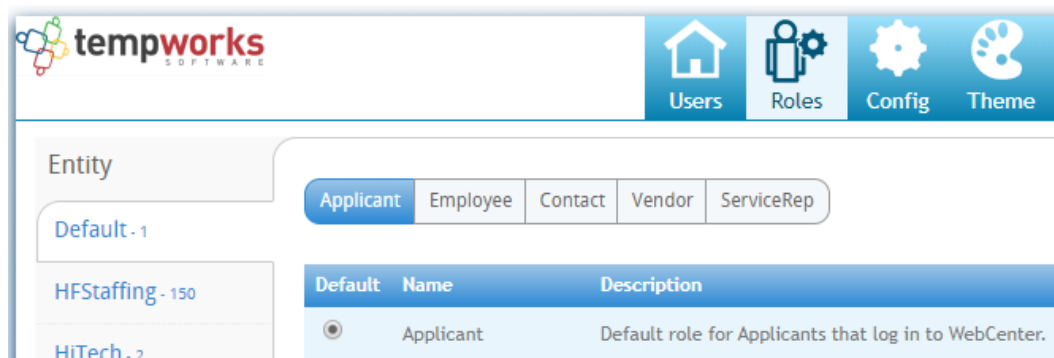 tempworks
SOFTWARE
Users Roles Config Theme
Entity
Applicant Employee Contact Vendor ServiceRep
Default - 1
Default Name Description
HFStaffing - 150
Applicant Default role for Applicants that log in to WebCenter.
HiTech - 2